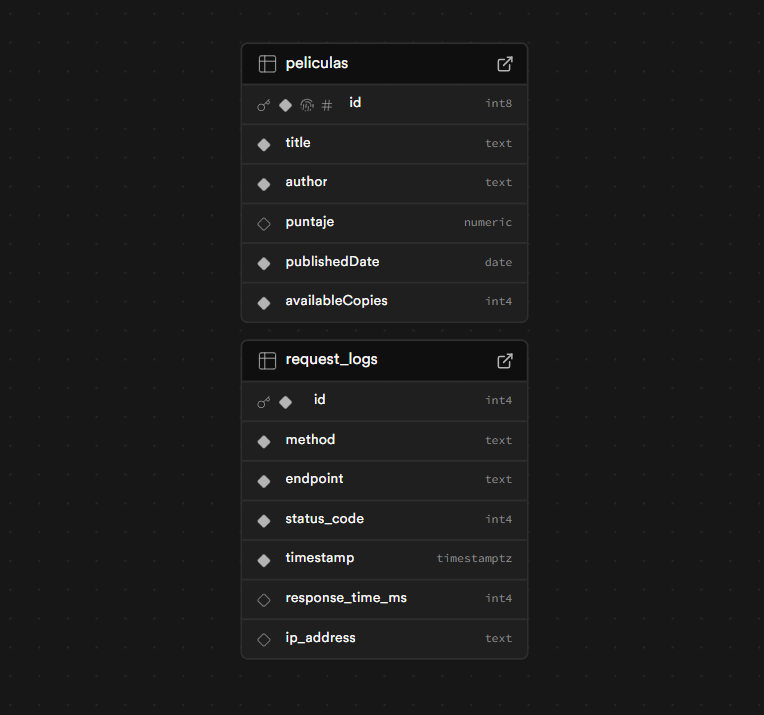 peliculas
# id int8
title text
author text
puntaje numeric
publishedDate date
availableCopies int4
request_logs
id int4
method text
endpoint text
status_code int4
timestamp timestamptz
response_time_ms int4
ip_address text